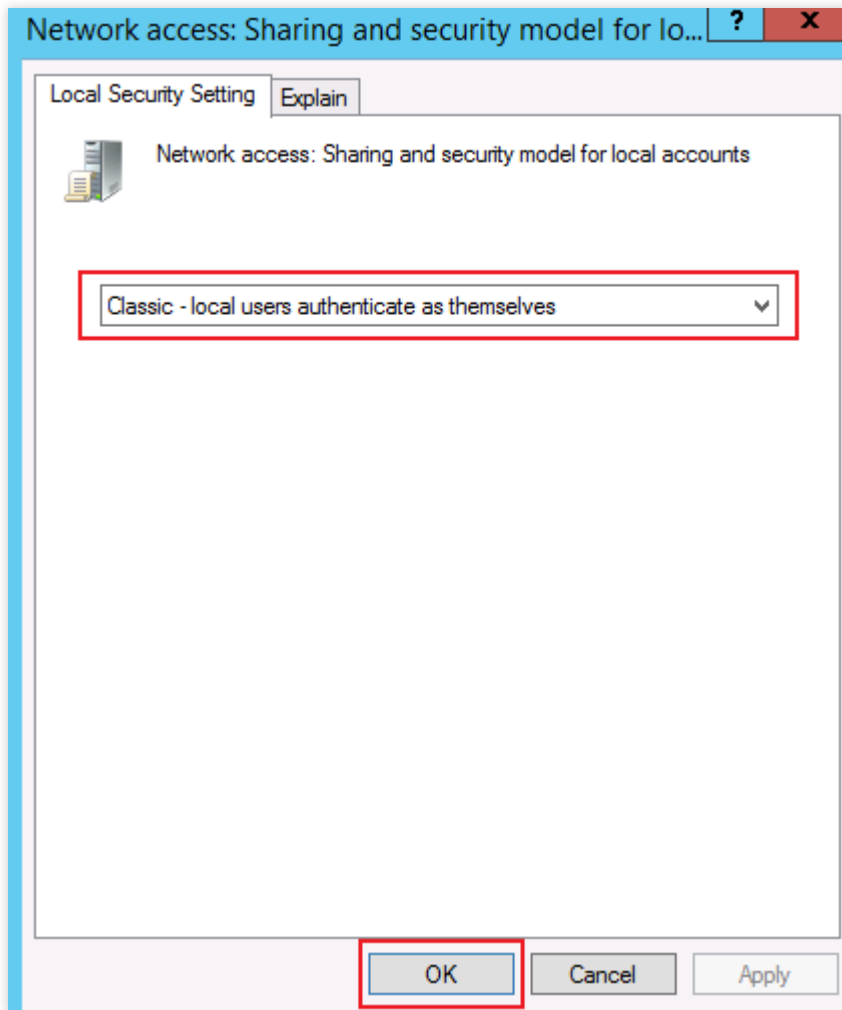 Network access: Sharing and security model for lo...
?
x
Local Security Setting
Explain
Network access: Sharing and security model for local accounts
Classic - local users authenticate as themselves
OK
Cancel
Apply